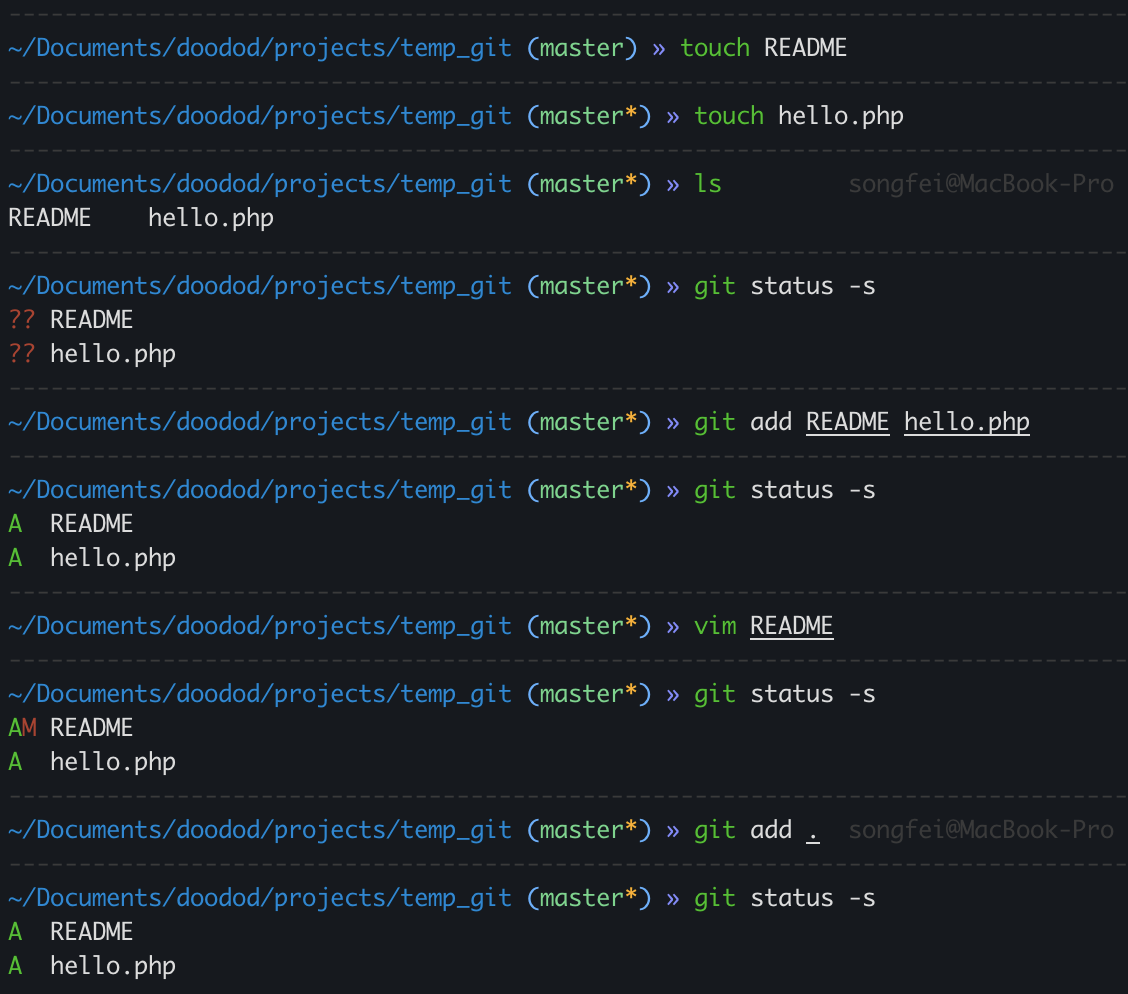 ~/Documents/doodod/projects/temp_git (master) » touch README
~/Documents/doodod/projects/temp_git (master*) » touch hello.php
~/Documents/doodod/projects/temp_git (master*) » ls songfei@MacBook-Pro
README hello.php
~/Documents/doodod/projects/temp_git (master*) » git status -s
?? README
?? hello.php
~/Documents/doodod/projects/temp_git (master*) » git add README hello.php
~/Documents/doodod/projects/temp_git (master*) » git status -s
A README
A hello.php
~/Documents/doodod/projects/temp_git (master*) » vim README
~/Documents/doodod/projects/temp_git (master*) » git status -s
AM README
A hello.php
~/Documents/doodod/projects/temp_git (master*) » git add . songfei@MacBook-Pro
~/Documents/doodod/projects/temp_git (master*) » git status -s
A README
A hello.php